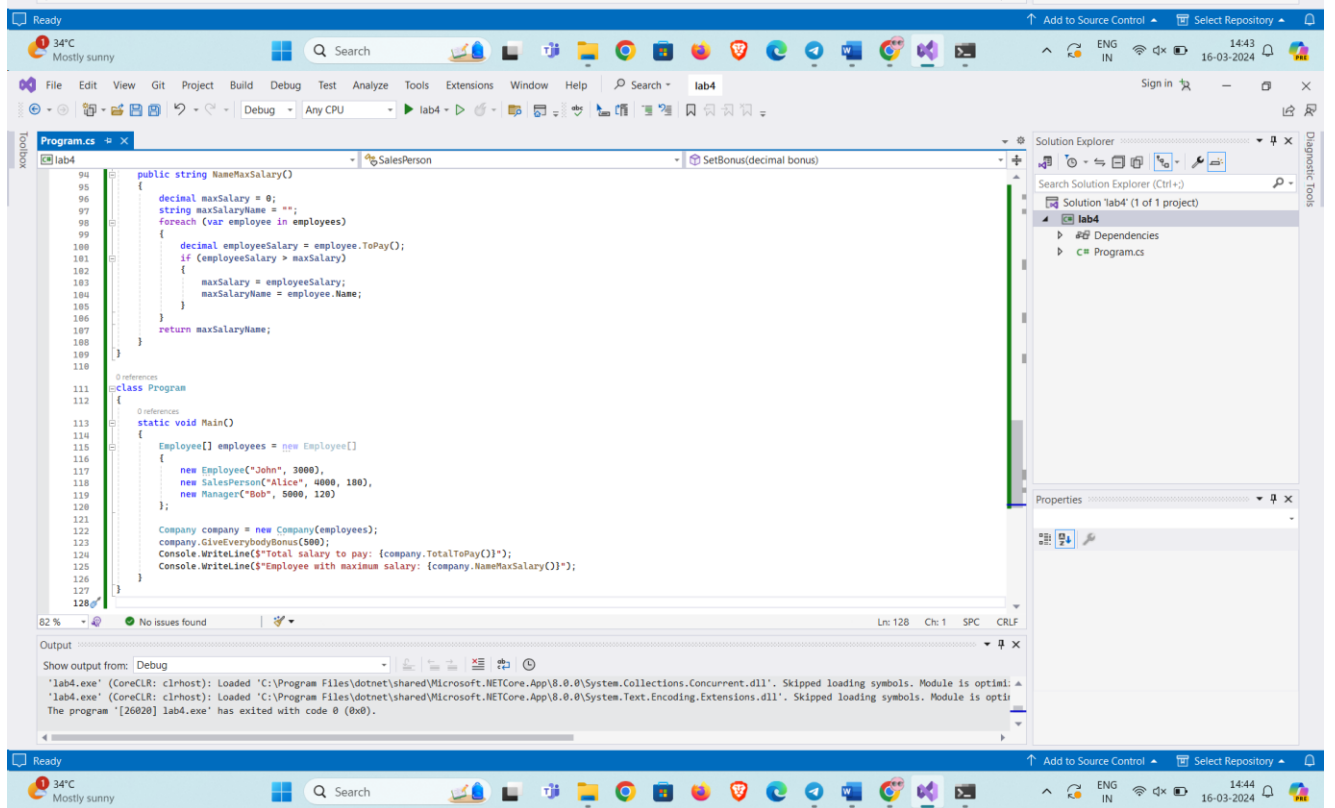 Ready Add to Source Control Select Repository
34°C
Mostly sunny
Search
ENG
IN
14:43
16-03-2024
File Edit View Git Project Build Debug Test Analyze Tools Extensions Window Help Search lab4 Sign in
Debug Any CPU lab4
Toolbox
Program.cs
lab4 SalesPerson SetBonus(decimal bonus)
94 public string NameMaxSalary()
95 {
96 decimal maxSalary = 0;
97 string maxSalaryName = "";
98 foreach (var employee in employees)
99 {
100 decimal employeeSalary = employee.ToPay();
101 if (employeeSalary > maxSalary)
102 {
103 maxSalary = employeeSalary;
104 maxSalaryName = employee.Name;
105 }
106 }
107 return maxSalaryName;
108 }
109 }
110
0 references
111 class Program
112 {
0 references
113 static void Main()
114 {
115 Employee[] employees = new Employee[]
116 {
117 new Employee("John", 3000),
118 new SalesPerson("Alice", 4000, 180),
119 new Manager("Bob", 5000, 120)
120 };
121
122 Company company = new Company(employees);
123 company.GiveEverybodyBonus(500);
124 Console.WriteLine($"Total salary to pay: {company.TotalToPay()}");
125 Console.WriteLine($"Employee with maximum salary: {company.NameMaxSalary()}");
126 }
127 }
128
82 % No issues found Ln: 128 Ch: 1 SPC CRLF
Solution Explorer
Search Solution Explorer (Ctrl+;)
Solution 'lab4' (1 of 1 project)
lab4
Dependencies
C# Program.cs
Properties
Diagnostic Tools
Output
Show output from: Debug
'lab4.exe' (CoreCLR: clrhost): Loaded 'C:\Program Files\dotnet\shared\Microsoft.NETCore.App\8.0.0\System.Collections.Concurrent.dll'. Skipped loading symbols. Module is optimi
'lab4.exe' (CoreCLR: clrhost): Loaded 'C:\Program Files\dotnet\shared\Microsoft.NETCore.App\8.0.0\System.Text.Encoding.Extensions.dll'. Skipped loading symbols. Module is opti
The program '[26020] lab4.exe' has exited with code 0 (0x0).
Ready Add to Source Control Select Repository
34°C
Mostly sunny
Search
ENG
IN
14:44
16-03-2024